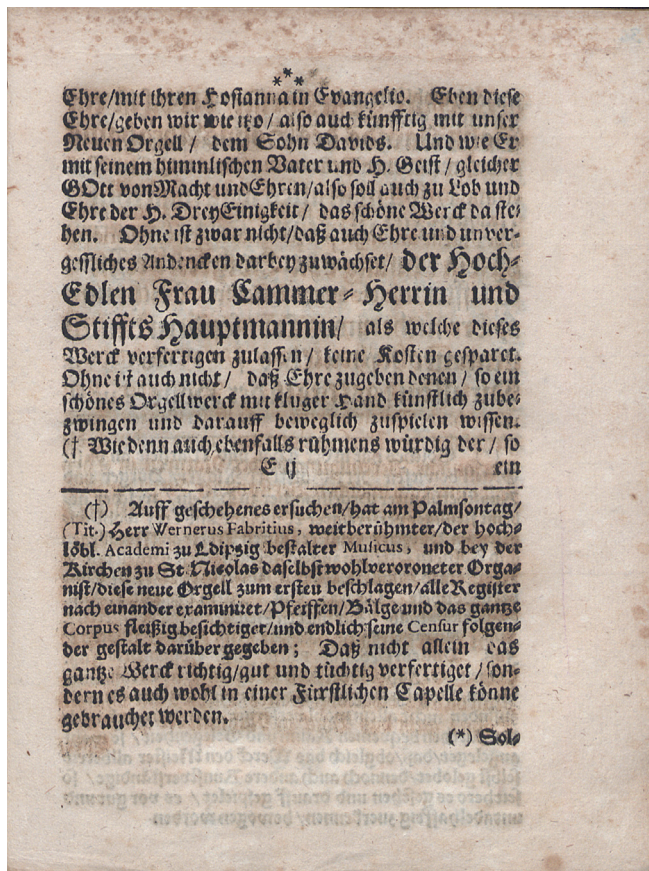 ***
Ehre/mit ihren Hosianna in Evangelio. Eben diese
Ehre/geben wir wie itzo/ also auch künfftig mit unser
Neuen Orgell/ dem Sohn Davids. Und wie Er
mit seinem himmlischen Vater und H. Geist/ gleicher
GOtt von Macht und Ehren/also soll auch zu Lob und
Ehre der H. DreyEinigkeit/ das schöne Werck da ste-
hen. Ohne ist zwar nicht/daß auch Ehre und unver-
geßliches Andencken darbey zuwächset/ der Hoch-
Edlen Frau Cammer-Herrin und
Stiffts Hauptmannin/ als welche dieses
Werck verfertigen zulassen/ keine Kosten gesparet.
Ohne ist auch nicht/ daß Ehre zugeben denen/ so ein
schönes Orgellwerck mit kluger Hand künstlich zube-
zwingen und darauff beweglich zuspielen wissen.
(† Wie denn auch ebenfalls rühmens würdig der/ so
E ij ein
(†) Auff geschehenes ersuchen/hat am Palmsontag/
(Tit.) Herr Wernerus Fabritius, weitberühmter/der hoch-
löbl. Academi zu Ldipzig bestalter Musicus, und bey der
Kirchen zu St. Nicolas daselbst wohlveroroneter Orga-
nist/diese neue Orgell zum ersten beschlagen/alle Register
nach einander examiniret/Pfeiffen/Bälge und das gantze
Corpus fleißig besichtiget/und endlich seine Censur folgen-
der gestalt darüber gegeben; Daß nicht allein das
gantze Werck richtig/gut und tüchtig verfertiget/son-
dern es auch wohl in einer Fürstlichen Capelle könne
gebrauchet werden.
(*) Sol-